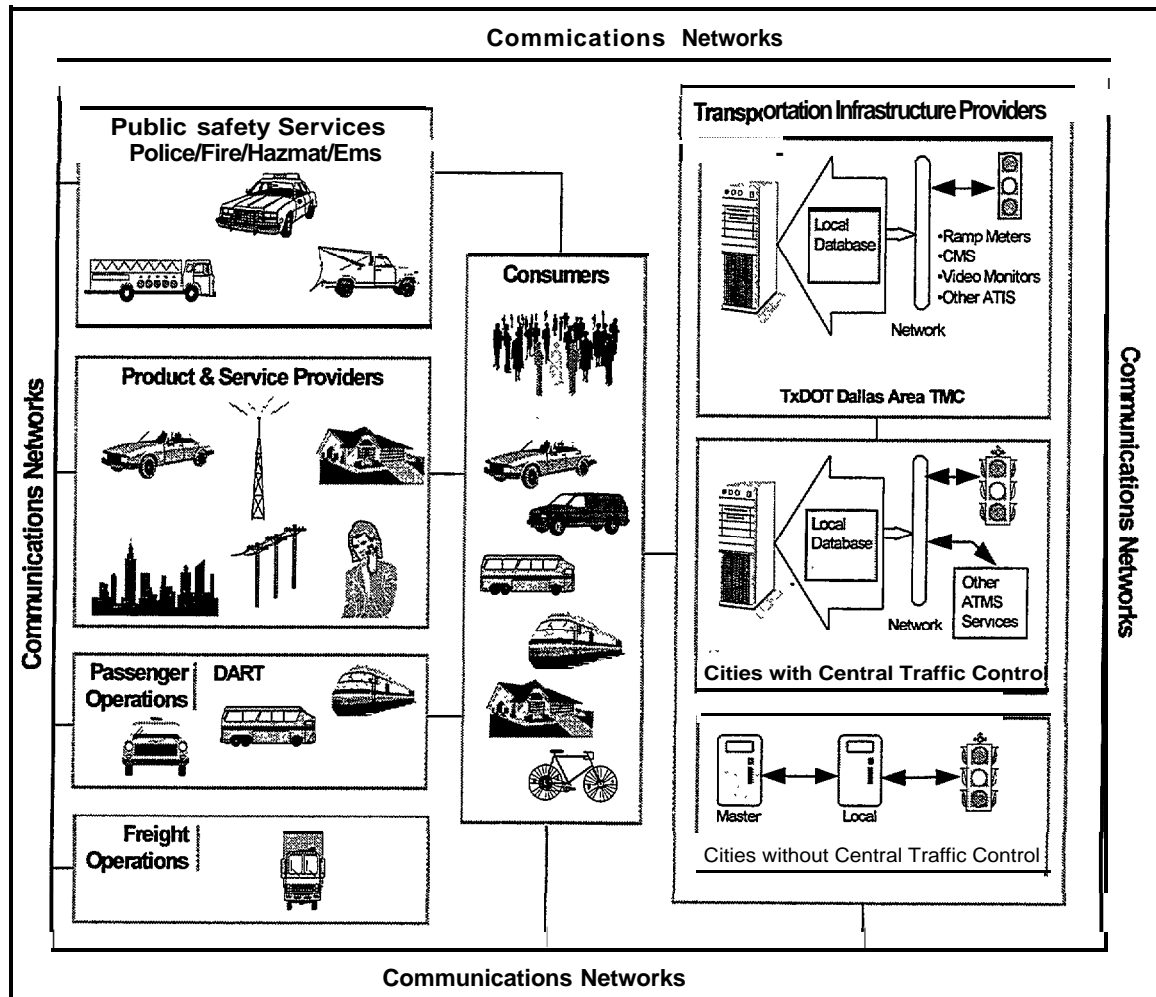 Commications Networks
Public safety Services
Police/Fire/Hazmat/Ems
Product & Service Providers
Passenger
Operations
DART
Freight
Operations
Consumers
Transportation Infrastructure Providers
Local
Database
•Ramp Meters
•CMS
•Video Monitors
•Other ATIS
Network
TxDOT Dallas Area TMC
Local
Database
Network
Other
ATMS
Services
Cities with Central Traffic Control
Master
Local
Cities without Central Traffic Control
Communications Networks
Communications Networks
Communications Networks